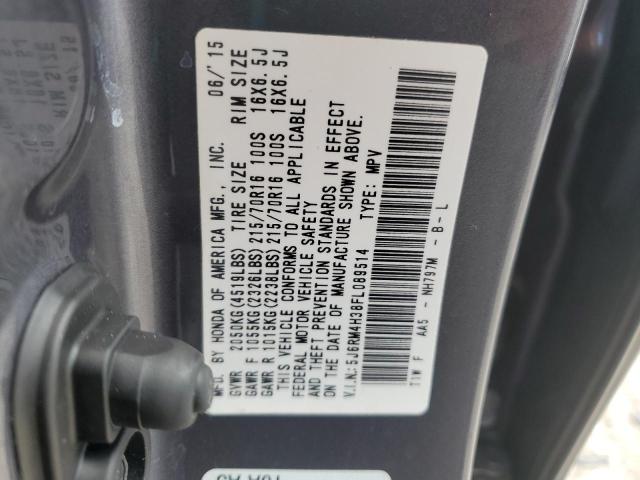 MFD. BY HONDA OF AMERICA MFG., INC. 06/'15
GVWR 2050KG(4519LBS) TIRE SIZE RIM SIZE
GAWR F 1055KG(2326LBS) 215/70R16 100S 16X6.5J
GAWR R 1015KG(2238LBS) 215/70R16 100S 16X6.5J
THIS VEHICLE CONFORMS TO ALL APPLICABLE
FEDERAL MOTOR VEHICLE SAFETY
AND THEFT PREVENTION STANDARDS IN EFFECT
ON THE DATE OF MANUFACTURE SHOWN ABOVE.
V.I.N.:5J6RM4H38FL089514 TYPE: MPV
T1W F AA5 - NH797M - B - L